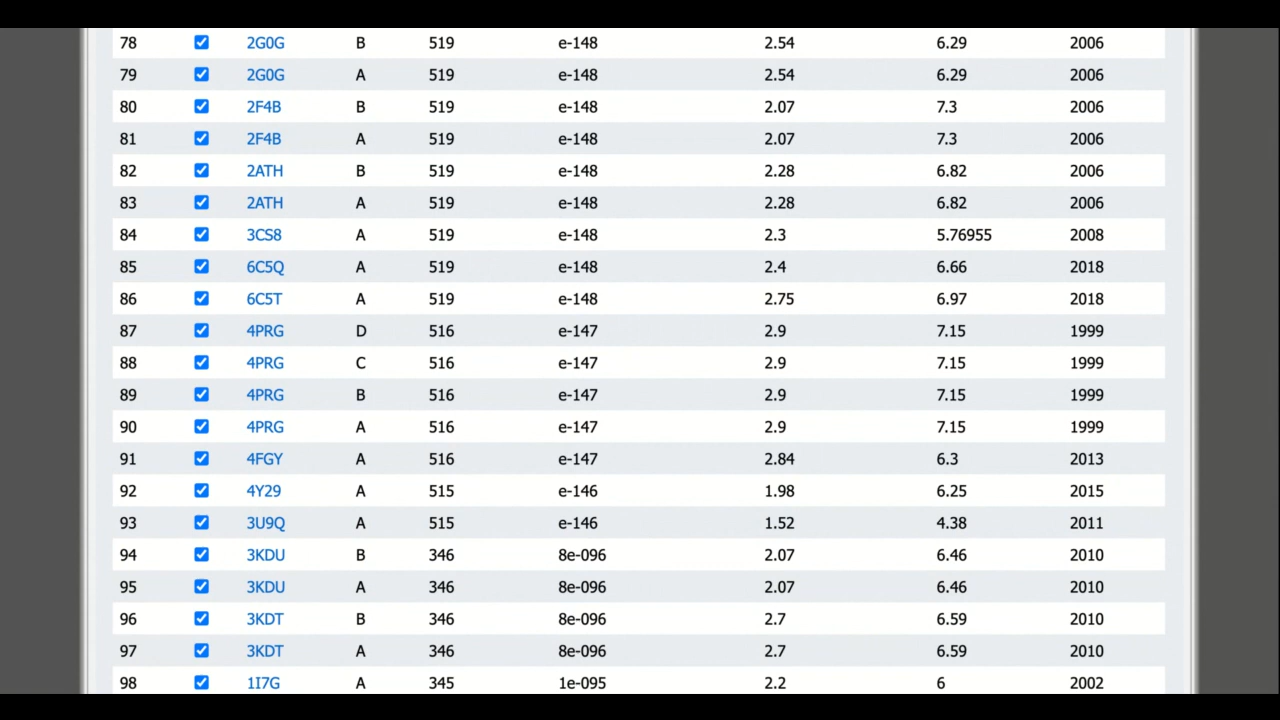 78 2G0G B 519 e-148 2.54 6.29 2006
79 2G0G A 519 e-148 2.54 6.29 2006
80 2F4B B 519 e-148 2.07 7.3 2006
81 2F4B A 519 e-148 2.07 7.3 2006
82 2ATH B 519 e-148 2.28 6.82 2006
83 2ATH A 519 e-148 2.28 6.82 2006
84 3CS8 A 519 e-148 2.3 5.76955 2008
85 6C5Q A 519 e-148 2.4 6.66 2018
86 6C5T A 519 e-148 2.75 6.97 2018
87 4PRG D 516 e-147 2.9 7.15 1999
88 4PRG C 516 e-147 2.9 7.15 1999
89 4PRG B 516 e-147 2.9 7.15 1999
90 4PRG A 516 e-147 2.9 7.15 1999
91 4FGY A 516 e-147 2.84 6.3 2013
92 4Y29 A 515 e-146 1.98 6.25 2015
93 3U9Q A 515 e-146 1.52 4.38 2011
94 3KDU B 346 8e-096 2.07 6.46 2010
95 3KDU A 346 8e-096 2.07 6.46 2010
96 3KDT B 346 8e-096 2.7 6.59 2010
97 3KDT A 346 8e-096 2.7 6.59 2010
98 1I7G A 345 1e-095 2.2 6 2002